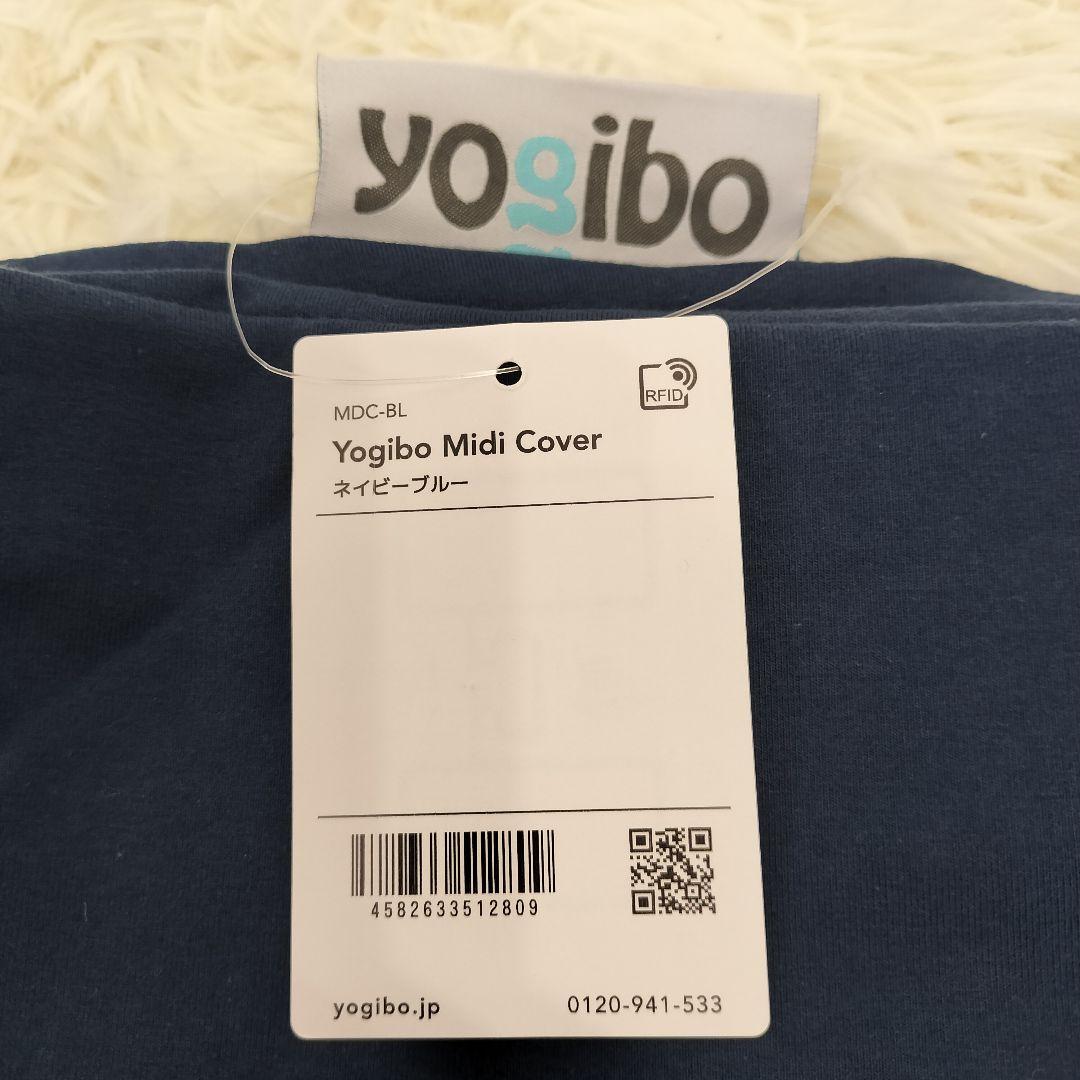 yogibo
RFID
MDC-BL
Yogibo Midi Cover
ネイビーブルー
4582633512809
yogibo.jp
0120-941-533